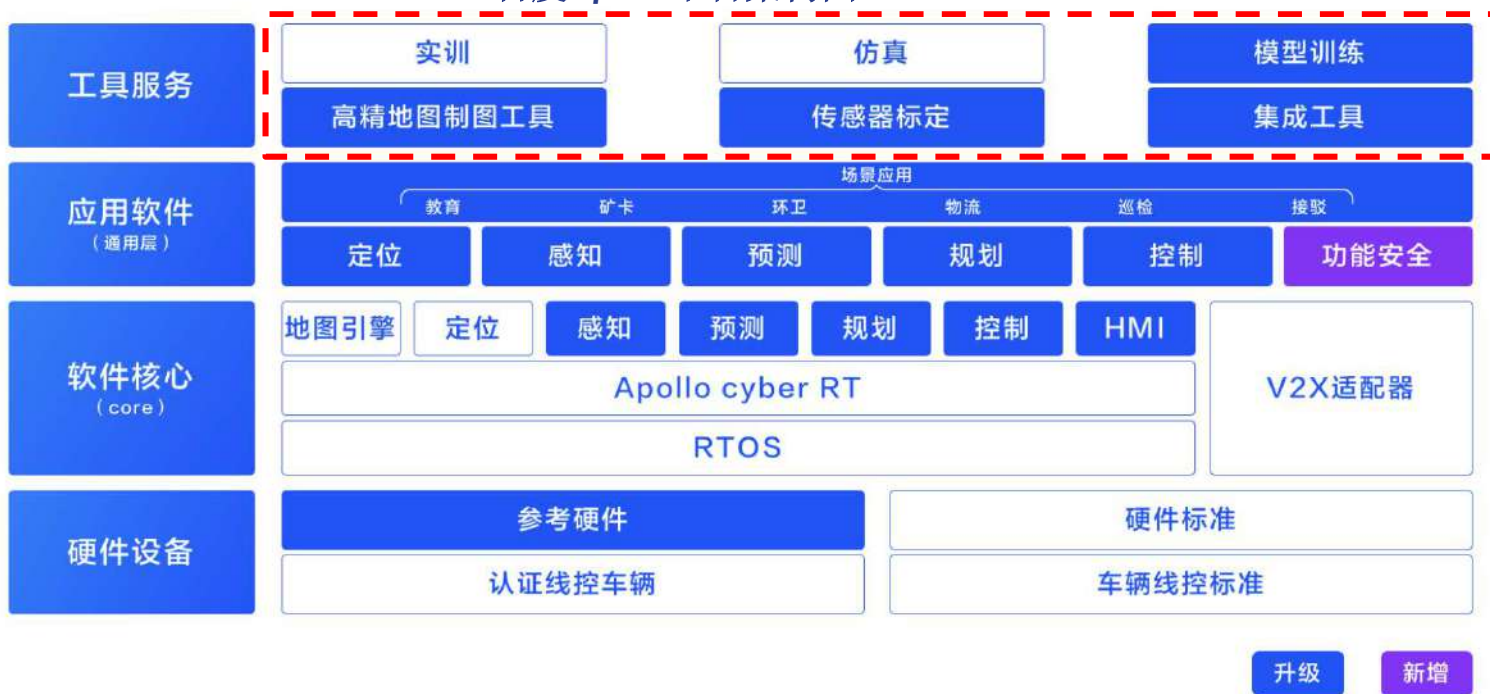 工具服务
实训
仿真
模型训练
高精地图制图工具
传感器标定
集成工具
应用软件
（通用层）
场景应用
教育
矿卡
环卫
物流
巡检
接驳
定位
感知
预测
规划
控制
功能安全
软件核心
（core）
地图引擎
定位
感知
预测
规划
控制
HMI
Apollo cyber RT
RTOS
V2X适配器
硬件设备
参考硬件
硬件标准
认证线控车辆
车辆线控标准
升级
新增